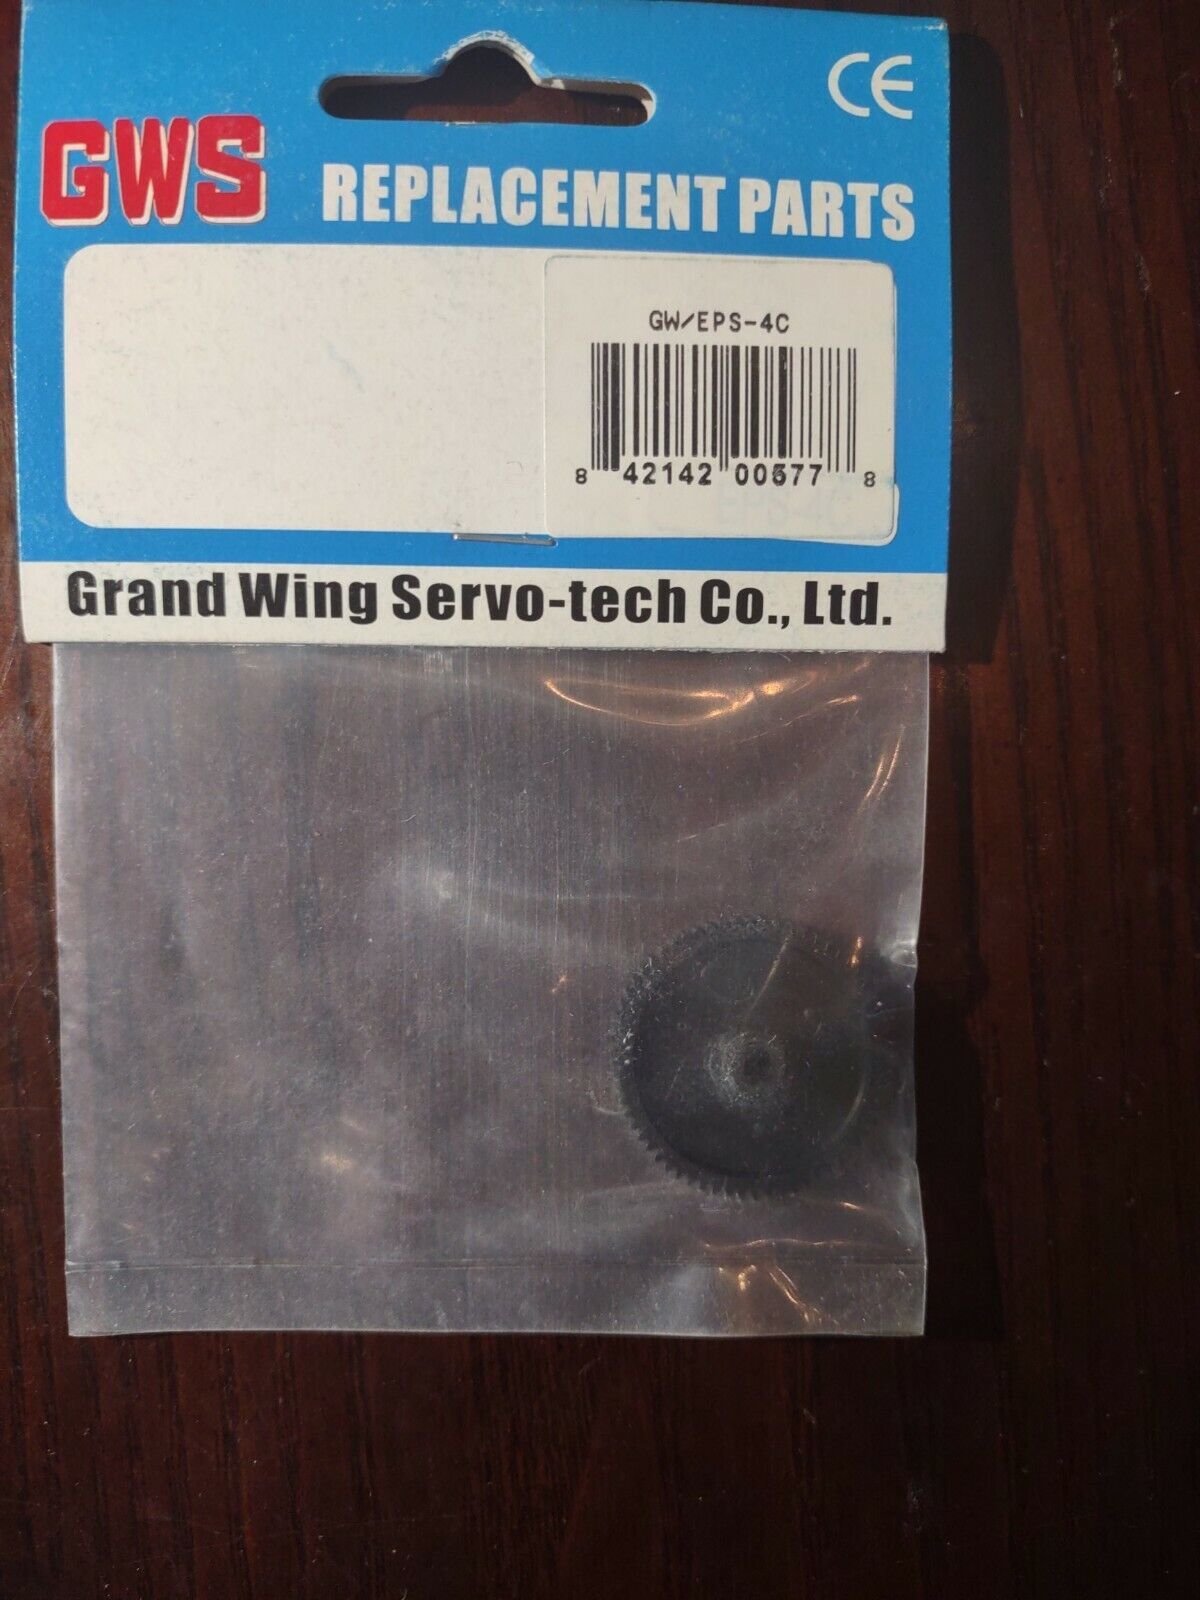 CE
GWS
REPLACEMENT PARTS
GW/EPS-4C
8 42142 00577 8
Grand Wing Servo-tech Co., Ltd.